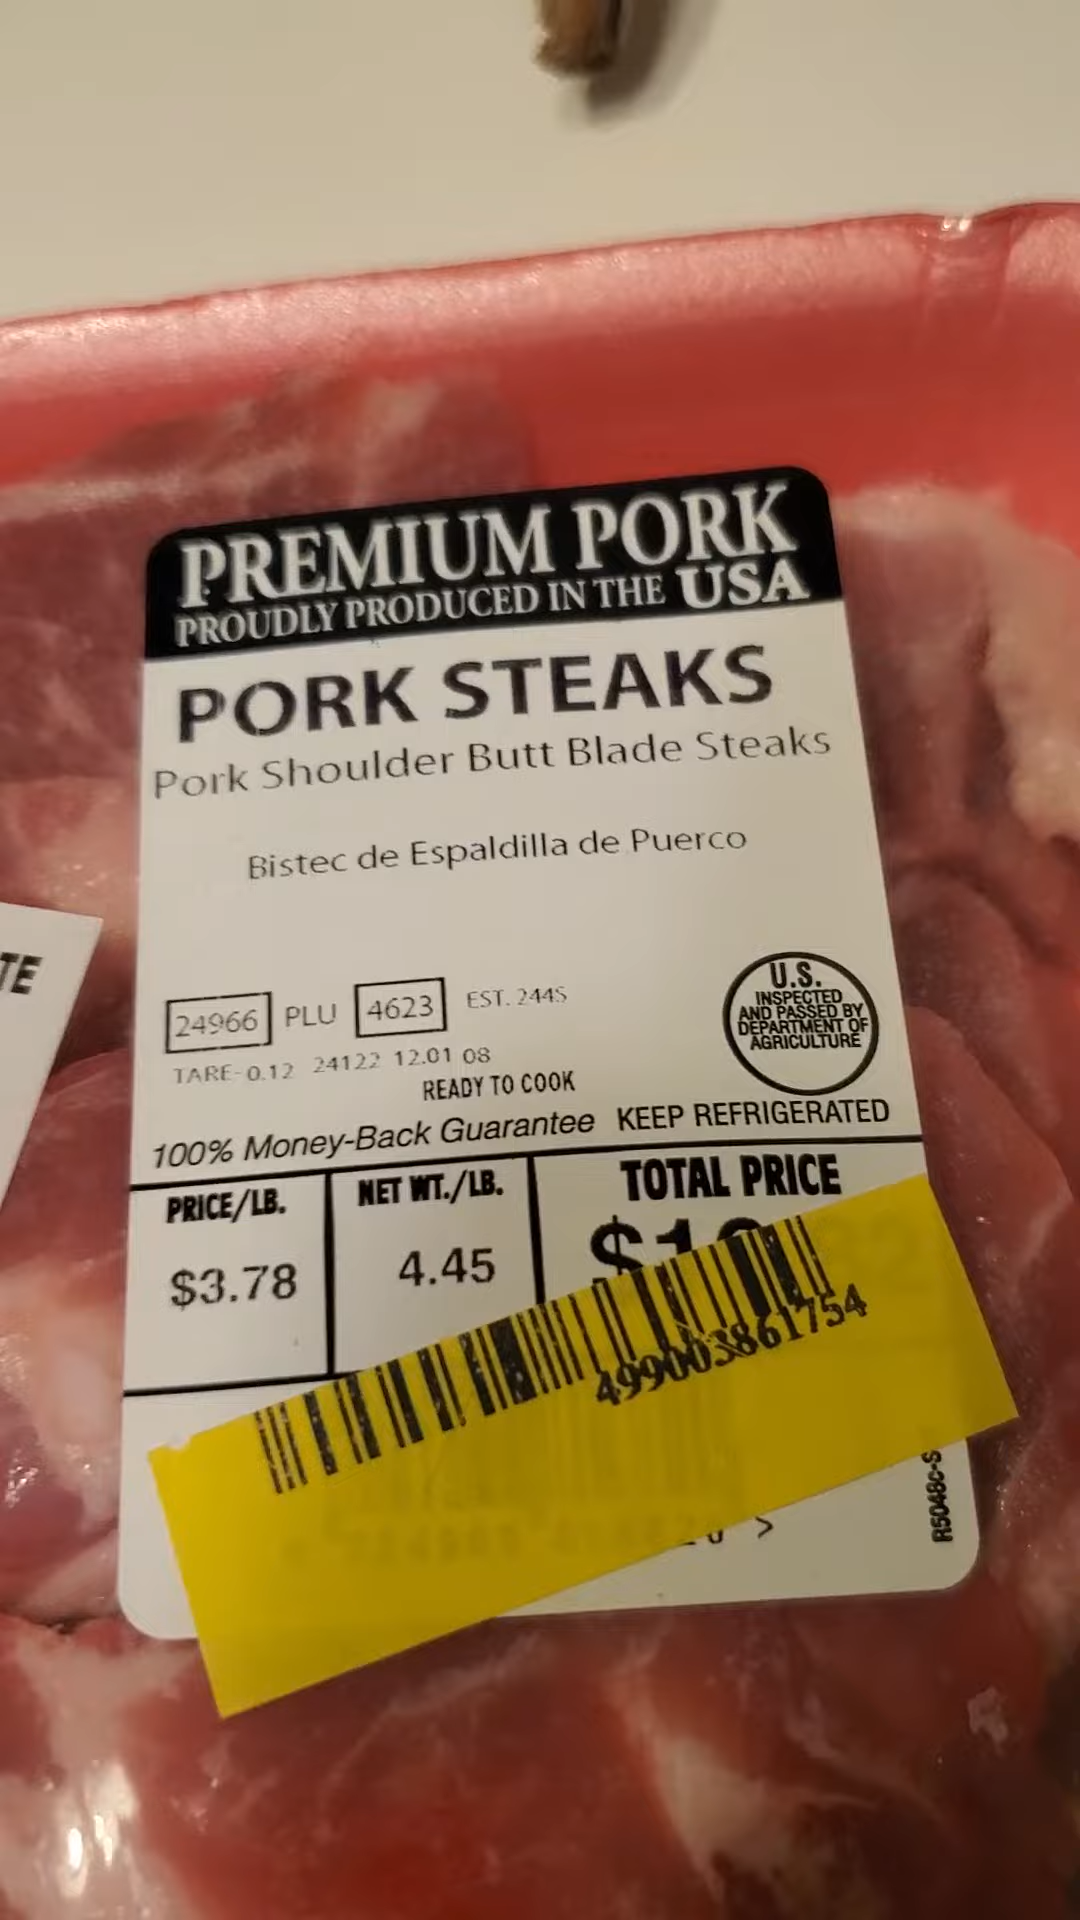 PREMIUM PORK
PROUDLY PRODUCED IN THE USA
PORK STEAKS
Pork Shoulder Butt Blade Steaks
Bistec de Espaldilla de Puerco
TE
24966 PLU 4623 EST. 244S
U.S.
INSPECTED
AND PASSED BY
DEPARTMENT OF
AGRICULTURE
TARE-0.12 24122 12.01 08
READY TO COOK
100% Money-Back Guarantee KEEP REFRIGERATED
PRICE/LB. NET WT./LB. TOTAL PRICE
$3.78 4.45
499003861754
>
R5048c-S